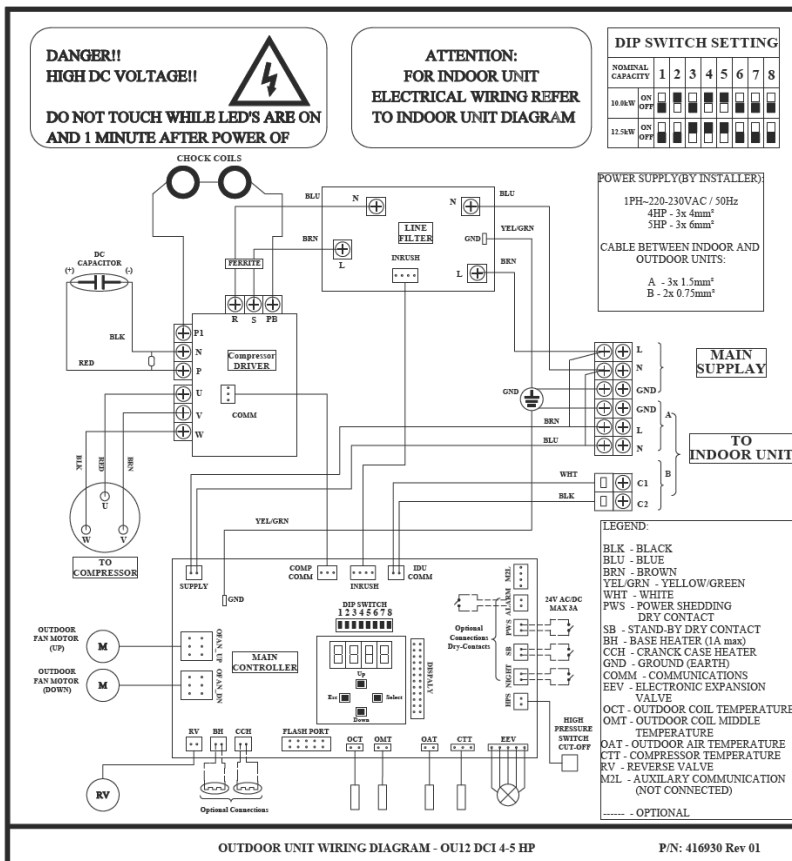 DANGER!!
HIGH DC VOLTAGE!!
DO NOT TOUCH WHILE LED'S ARE ON
AND 1 MINUTE AFTER POWER OF
ATTENTION:
FOR INDOOR UNIT
ELECTRICAL WIRING REFER
TO INDOOR UNIT DIAGRAM
DIP SWITCH SETTING
NOMINAL
CAPACITY
1 2 3 4 5 6 7 8
10.0kW ON
OFF
12.5kW ON
OFF
POWER SUPPLY(BY INSTALLER):
1PH~220-230VAC / 50Hz
4HP - 3x 4mm²
5HP - 3x 6mm²
CABLE BETWEEN INDOOR AND
OUTDOOR UNITS:
A - 3x 1.5mm²
B - 2x 0.75mm²
CHOCK COILS
BLU
N
N
BLU
LINE
FILTER
GND
YEL/GRN
BRN
L
INRUSH
L
BRN
FERRITE
DC
CAPACITOR
(+)
(-)
R S PB
P1
BLK
N
RED
P
Compressor
DRIVER
U
V
COMM
W
BLK
RED
BRN
U
W
V
TO
COMPRESSOR
L
N
GND
MAIN
SUPPLAY
GND
GND
A
BRN
L
BLU
N
TO
INDOOR UNIT
B
WHT
C1
BLK
C2
YEL/GRN
SUPPLY
GND
COMP
COMM
INRUSH
IDU
COMM
M2L
ALARM
PWS
SB
NIGHT
HPS
24V AC/DC
MAX 3A
Optional
Connections
Dry-Contacts
DIP SWITCH
12345678
DISPALY
Up
Esc
Select
Down
OUTDOOR
FAN MOTOR
(UP)
M
OFAN UP
MAIN
CONTROLLER
OUTDOOR
FAN MOTOR
(DOWN)
M
OFAN DN
HIGH
PRESSURE
SWITCH
CUT-OFF
RV
BH
CCH
FLASH PORT
OCT
OMT
OAT
CTT
EEV
RV
Optional Connections
LEGEND:
BLK - BLACK
BLU - BLUE
BRN - BROWN
YEL/GRN - YELLOW/GREEN
WHT - WHITE
PWS - POWER SHEDDING
DRY CONTACT
SB - STAND-BY DRY CONTACT
BH - BASE HEATER (1A max)
CCH - CRANCK CASE HEATER
GND - GROUND (EARTH)
COMM - COMMUNICATIONS
EEV - ELECTRONIC EXPANSION
VALVE
OCT - OUTDOOR COIL TEMPERATURE
OMT - OUTDOOR COIL MIDDLE
TEMPERATURE
OAT - OUTDOOR AIR TEMPERATURE
CTT - COMPRESSOR TEMPERATURE
RV - REVERSE VALVE
M2L - AUXILARY COMMUNICATION
(NOT CONNECTED)
------ - OPTIONAL
OUTDOOR UNIT WIRING DIAGRAM - OU12 DCI 4-5 HP
P/N: 416930 Rev 01